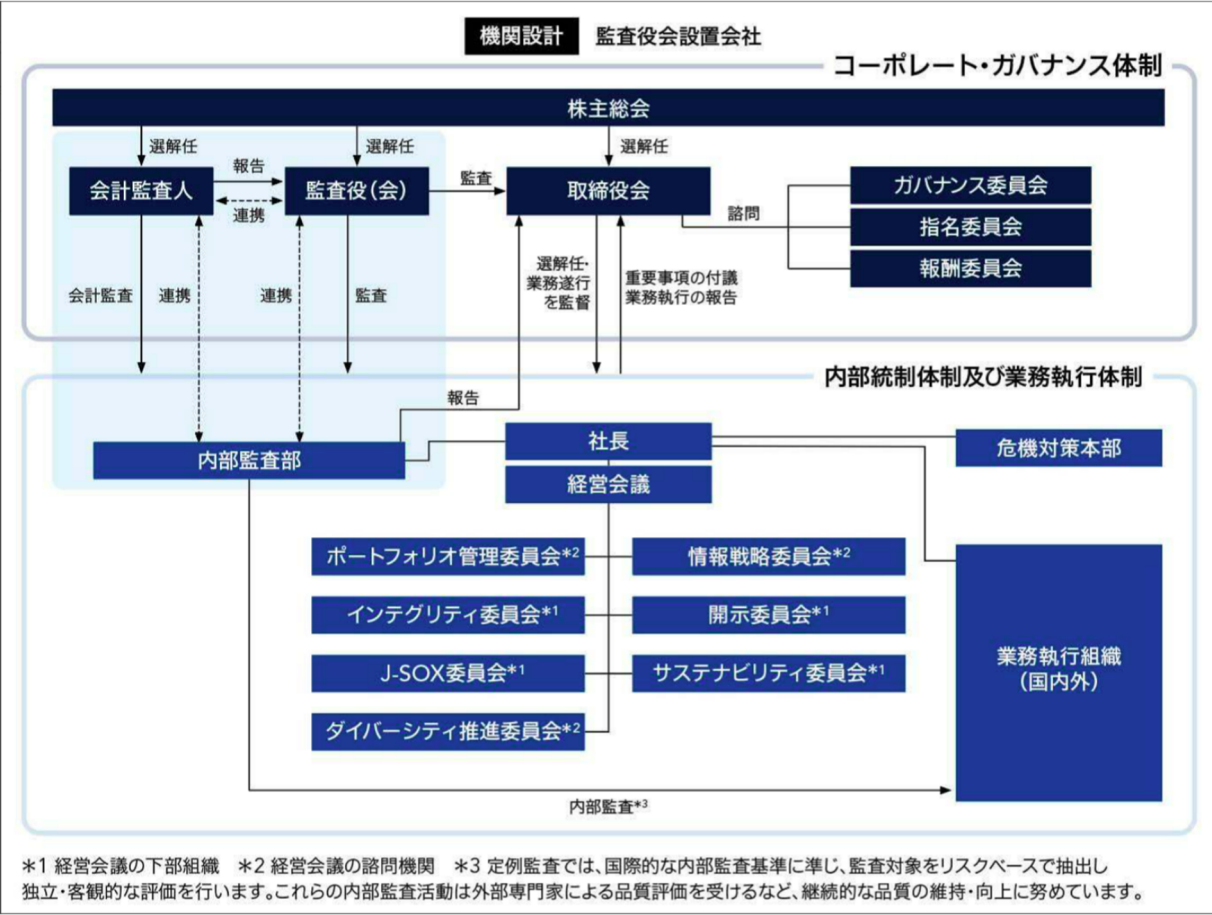 機関設計 監査役会設置会社
コーポレート・ガバナンス体制
株主総会
選解任
選解任
選解任
会計監査人
報告
連携
監査役(会)
監査
取締役会
諮問
ガバナンス委員会
指名委員会
報酬委員会
会計監査
連携
連携
監査
選解任・
業務遂行
を監督
重要事項の付議
業務執行の報告
内部統制体制及び業務執行体制
報告
内部監査部
社長
経営会議
危機対策本部
ポートフォリオ管理委員会*2
情報戦略委員会*2
インテグリティ委員会*1
開示委員会*1
J-SOX委員会*1
サステナビリティ委員会*1
ダイバーシティ推進委員会*2
業務執行組織
(国内外)
内部監査*3
*1 経営会議の下部組織 *2 経営会議の諮問機関 *3 定例監査では、国際的な内部監査基準に準じ、監査対象をリスクベースで抽出し
独立・客観的な評価を行います。これらの内部監査活動は外部専門家による品質評価を受けるなど、継続的な品質の維持・向上に努めています。